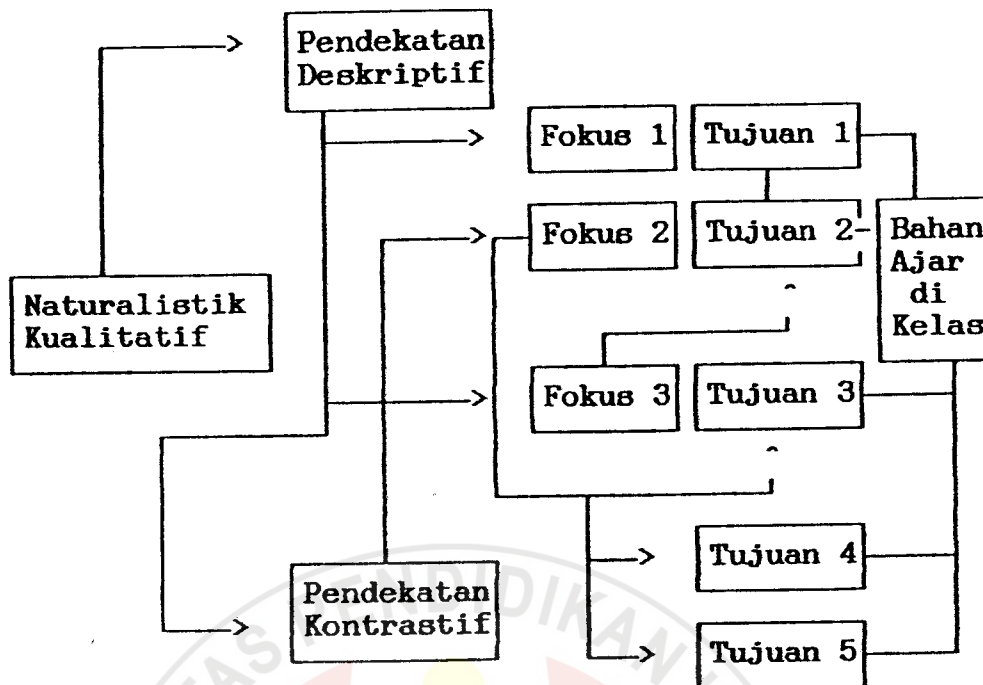 Pendekatan
Deskriptif
Fokus 1
Tujuan 1
Fokus 2
Tujuan 2
Bahan
Ajar
di
Kelas
Naturalistik
Kualitatif
Fokus 3
Tujuan 3
Tujuan 4
Pendekatan
Kontrastif
Tujuan 5
PENDIDIKAN